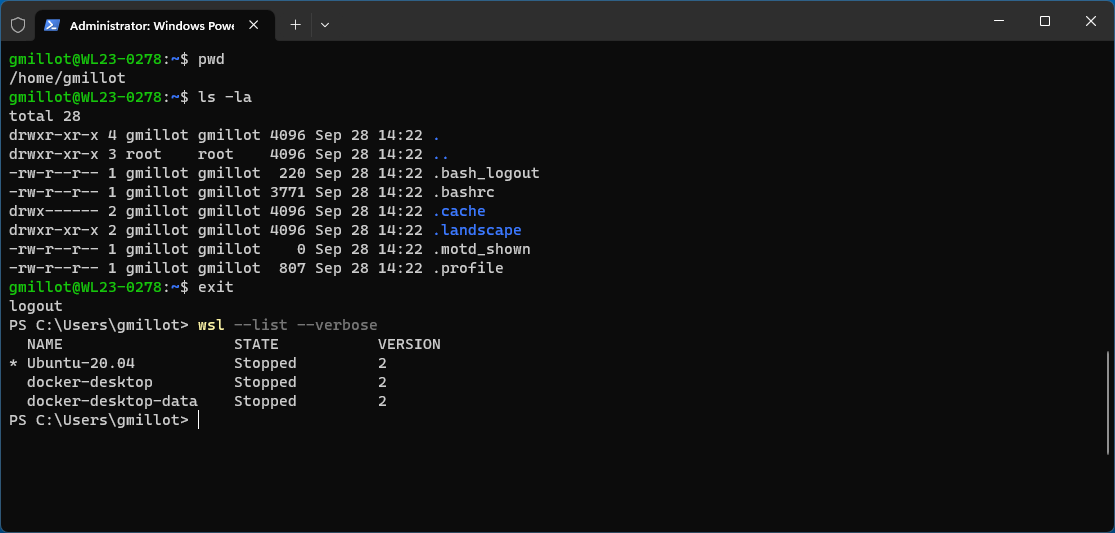 Administrator: Windows Powe
gmillot@WL23-0278:~$ pwd
/home/gmillot
gmillot@WL23-0278:~$ ls -la
total 28
drwxr-xr-x 4 gmillot gmillot 4096 Sep 28 14:22 .
drwxr-xr-x 3 root    root    4096 Sep 28 14:22 ..
-rw-r--r-- 1 gmillot gmillot  220 Sep 28 14:22 .bash_logout
-rw-r--r-- 1 gmillot gmillot 3771 Sep 28 14:22 .bashrc
drwx------ 2 gmillot gmillot 4096 Sep 28 14:22 .cache
drwxr-xr-x 2 gmillot gmillot 4096 Sep 28 14:22 .landscape
-rw-r--r-- 1 gmillot gmillot    0 Sep 28 14:22 .motd_shown
-rw-r--r-- 1 gmillot gmillot  807 Sep 28 14:22 .profile
gmillot@WL23-0278:~$ exit
logout
PS C:\Users\gmillot> wsl --list --verbose
  NAME                   STATE           VERSION
* Ubuntu-20.04           Stopped         2
  docker-desktop         Stopped         2
  docker-desktop-data    Stopped         2
PS C:\Users\gmillot>